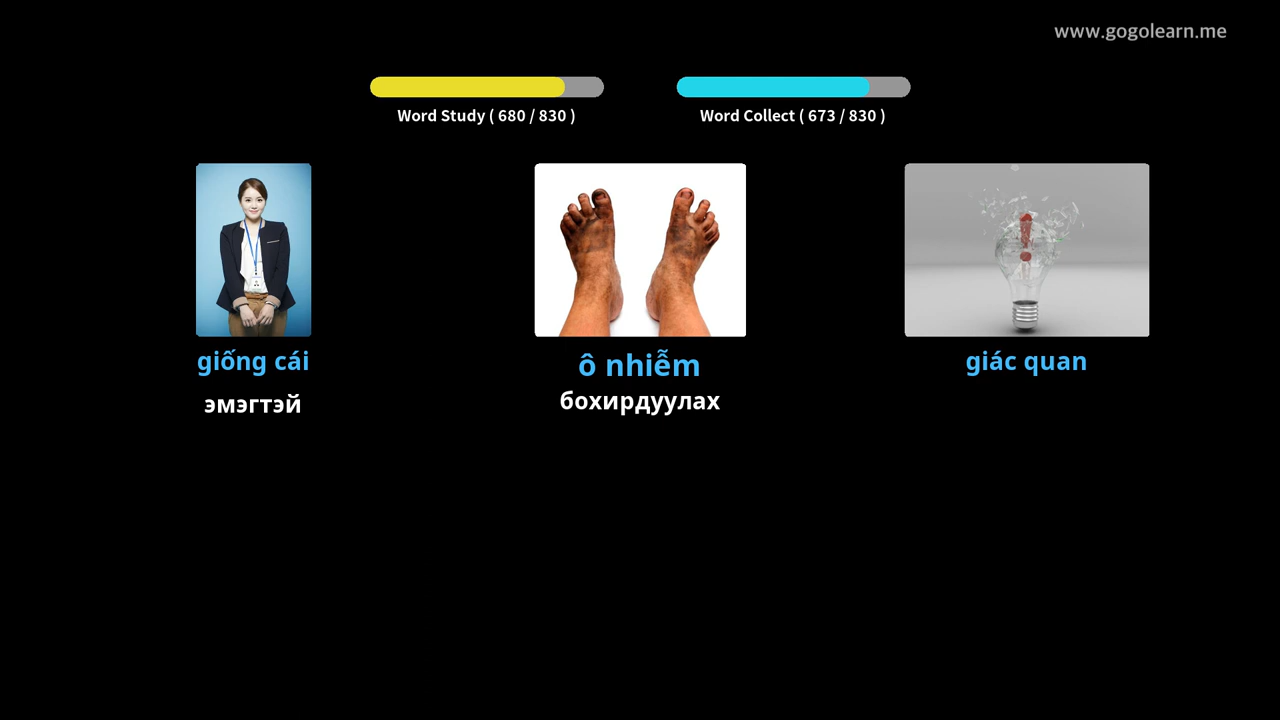 www.gogolearn.me
Word Study ( 680 / 830 )
Word Collect ( 673 / 830 )
giống cái
эмэгтэй
ô nhiễm
бохирдуулах
giác quan